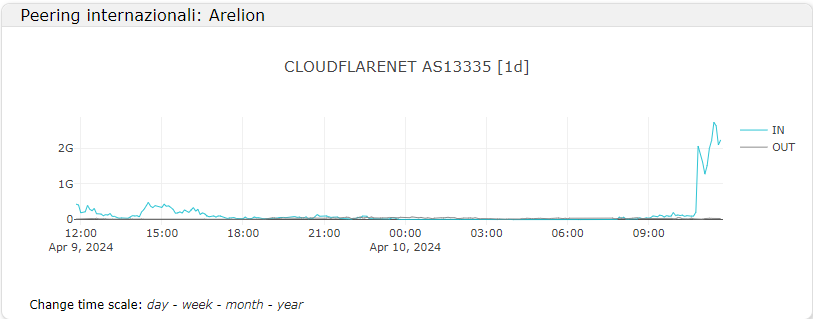 Peering internazionali: Arelion
CLOUDFLARENET AS13335 [1d]
2G
1G
0
12:00 15:00 18:00 21:00 00:00 03:00 06:00 09:00
Apr 9, 2024 Apr 10, 2024
IN
OUT
Change time scale: day - week - month - year